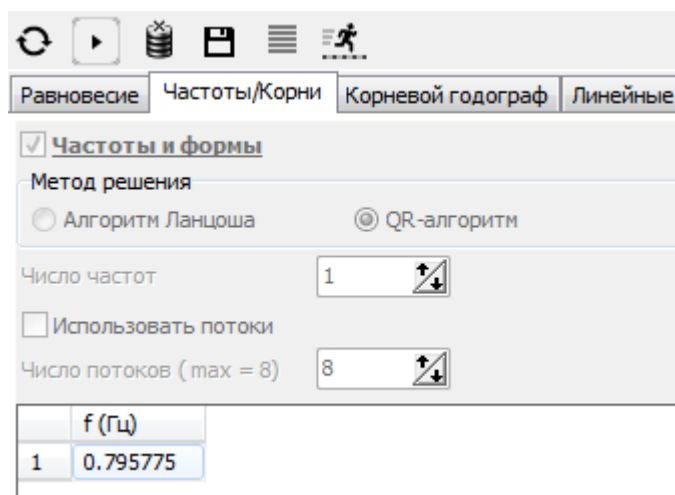 Равновесие Частоты/Корни Корневой годограф Линейные
Частоты и формы
Метод решения
Алгоритм Ланцоша QR-алгоритм
Число частот 1
Использовать потоки
Число потоков ( max = 8) 8
f (Гц)
1 0.795775